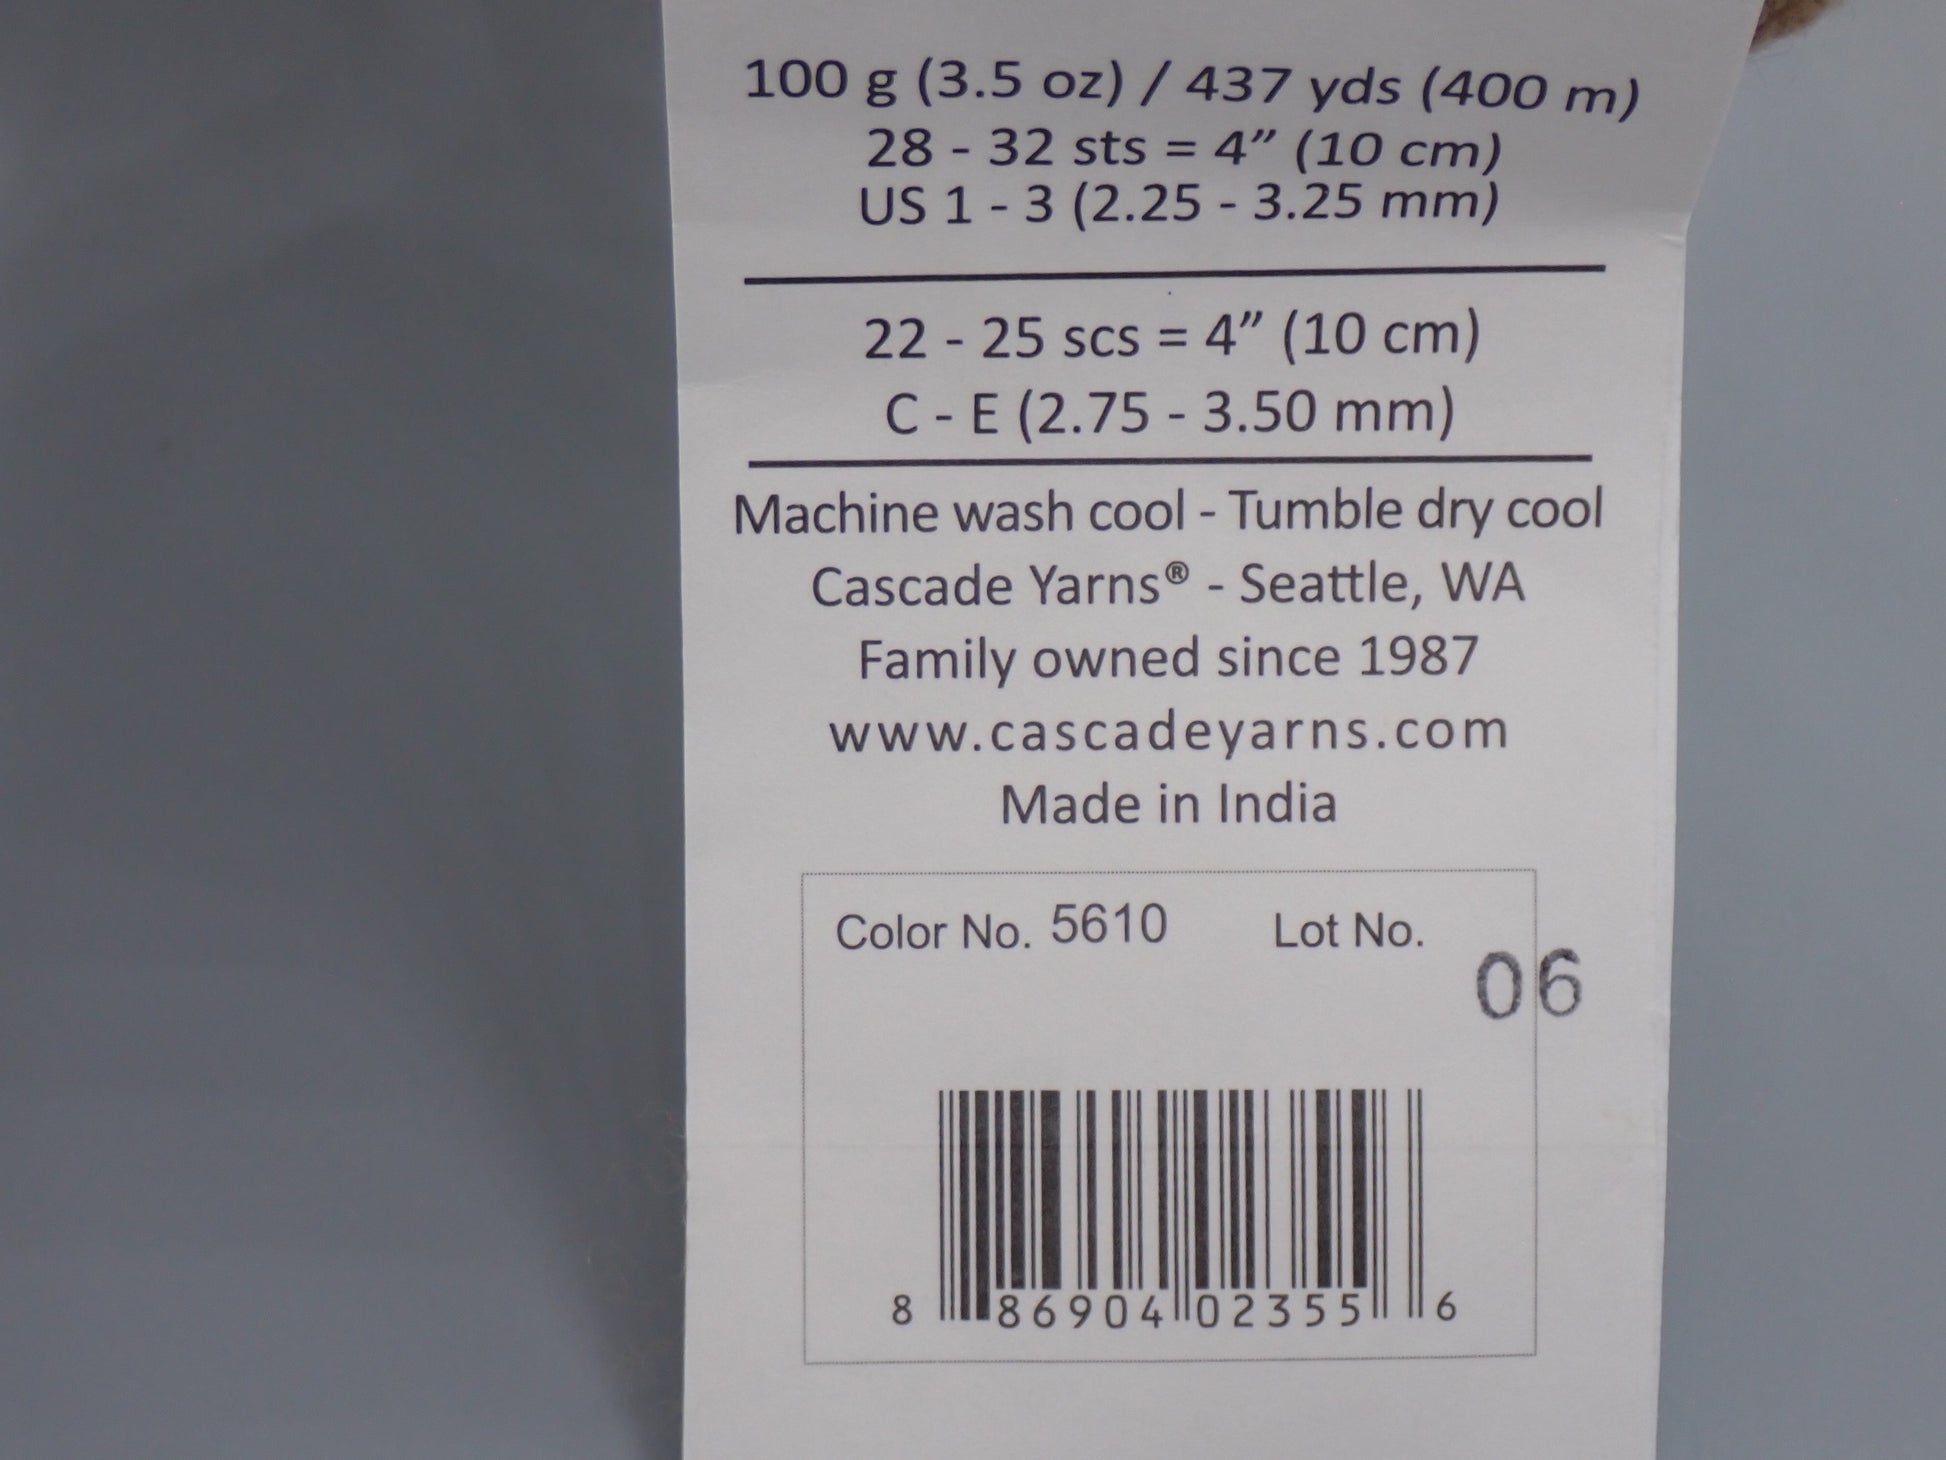 100 g (3.5 oz) / 437 yds (400 m)
28 - 32 sts = 4” (10 cm)
US 1 - 3 (2.25 - 3.25 mm)
22 - 25 scs = 4” (10 cm)
C - E (2.75 - 3.50 mm)
Machine wash cool - Tumble dry cool
Cascade Yarns® - Seattle, WA
Family owned since 1987
www.cascadeyarns.com
Made in India
Color No. 5610 Lot No.
06
8 86904 02355 6